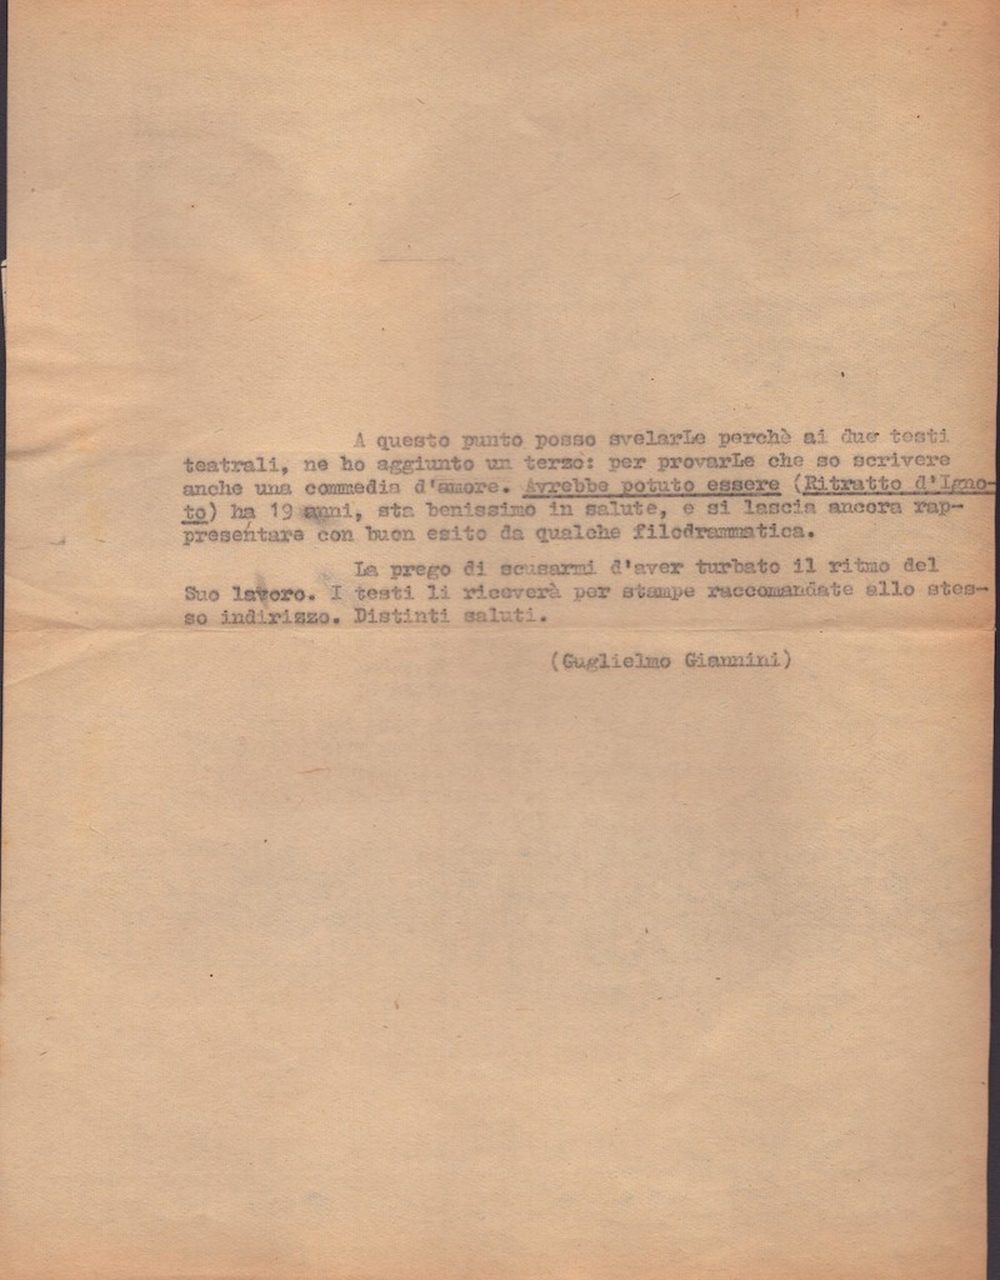 A questo punto posso svelarLe perchè ai due testi
teatrali, ne ho aggiunto un terzo: per provarLe che so scrivere
anche una commedia d'amore. Avrebbe potuto essere (Ritratto d'Igno-
to) ha 19 anni, sta benissimo in salute, e si lascia ancora rap-
presentare con buon esito da qualche filodrammatica.
La prego di scusarmi d'aver turbato il ritmo del
Suo lavoro. I testi li riceverà per stampe raccomandate allo stes-
so indirizzo. Distinti saluti.
(Guglielmo Giannini)